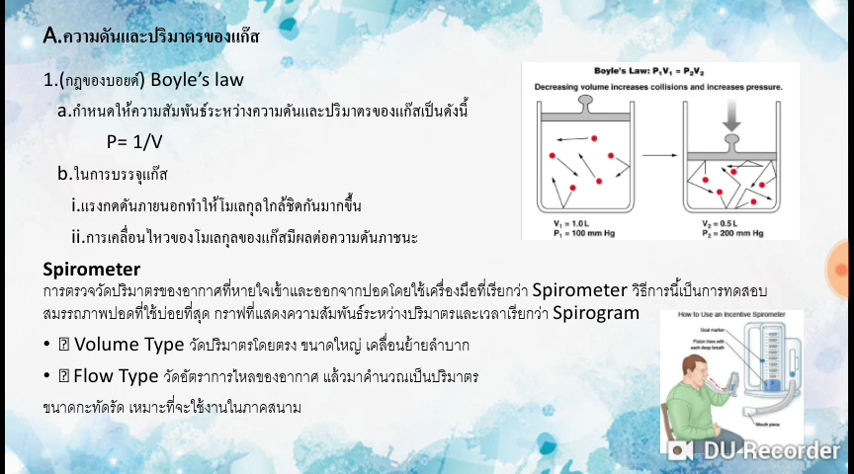 A.ความดันและปริมาตรของแก๊ส
1.(กฎของบอยด์) Boyle's law
a.กำหนดให้ความสัมพันธ์ระหว่างความดันและปริมาตรของแก๊สเป็นดังนี้
P= 1/V
b.ในการบรรจุแก๊ส
i.แรงกดดันภายนอกทำให้โมเลกุลใกล้ชิดกันมากขึ้น
ii.การเคลื่อนไหวของโมเลกุลของแก๊สมีผลต่อความดันภาชนะ
Boyle's Law: P₁V₁ = P₂V₂
Decreasing volume increases collisions and increases pressure.
V₁ = 1.0 L
P₁ = 100 mm Hg
V₂ = 0.5 L
P₂ = 200 mm Hg
Spirometer
การตรวจวัดปริมาตรของอากาศที่หายใจเข้าและออกจากปอดโดยใช้เครื่องมือที่เรียกว่า Spirometer วิธีการนี้เป็นการทดสอบ
สมรรถภาพปอดที่ใช้บ่อยที่สุด กราฟที่แสดงความสัมพันธ์ระหว่างปริมาตรและเวลาเรียกว่า Spirogram
• Volume Type วัดปริมาตรโดยตรง ขนาดใหญ่ เคลื่อนย้ายลำบาก
• Flow Type วัดอัตราการไหลของอากาศ แล้วมาคำนวณเป็นปริมาตร
ขนาดกะทัดรัด เหมาะที่จะใช้งานในภาคสนาม
How to Use an Incentive Spirometer
Goal marker
Piston rises with
each deep breath
Mouth piece
DU Recorder